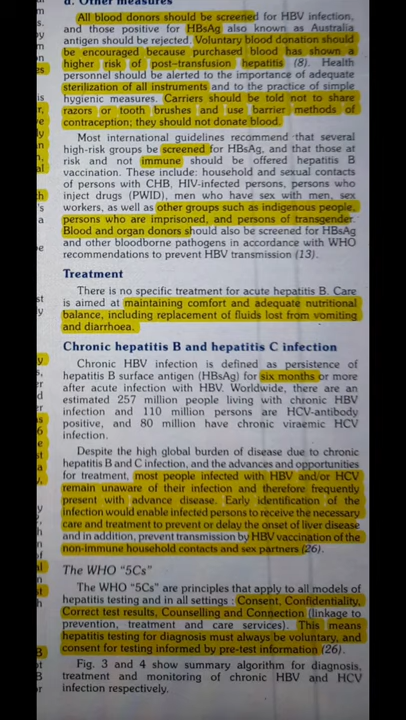 d. Other measures
All blood donors should be screened for HBV infection,
and those positive for HBsAg also known as Australia
antigen should be rejected. Voluntary blood donation should
be encouraged because purchased blood has shown a
higher risk of post-transfusion hepatitis (8). Health
personnel should be alerted to the importance of adequate
sterilization of all instruments and to the practice of simple
hygienic measures. Carriers should be told not to share
razors or tooth brushes and use barrier methods of
contraception; they should not donate blood.
Most international guidelines recommend that several
high-risk groups be screened for HBsAg, and that those at
risk and not immune should be offered hepatitis B
vaccination. These include: household and sexual contacts
of persons with CHB, HIV-infected persons, persons who
inject drugs (PWID), men who have sex with men, sex
workers, as well as other groups such as indigenous people,
persons who are imprisoned, and persons of transgender.
Blood and organ donors should also be screened for HBsAg
and other bloodborne pathogens in accordance with WHO
recommendations to prevent HBV transmission (13).
Treatment
There is no specific treatment for acute hepatitis B. Care
is aimed at maintaining comfort and adequate nutritional
balance, including replacement of fluids lost from vomiting
and diarrhoea.
Chronic hepatitis B and hepatitis C infection
Chronic HBV infection is defined as persistence of
hepatitis B surface antigen (HBsAg) for six months or more
after acute infection with HBV. Worldwide, there are an
estimated 257 million people living with chronic HBV
infection and 110 million persons are HCV-antibody
positive, and 80 million have chronic viraemic HCV
infection.
Despite the high global burden of disease due to chronic
hepatitis B and C infection, and the advances and opportunities
for treatment, most people infected with HBV and/or HCV
remain unaware of their infection and therefore frequently
present with advance disease. Early identification of the
infection would enable infected persons to receive the necessary
care and treatment to prevent or delay the onset of liver disease
and in addition, prevent transmission by HBV vaccination of the
non-immune household contacts and sex partners (26).
The WHO "5Cs"
The WHO "5Cs" are principles that apply to all models of
hepatitis testing and in all settings : Consent, Confidentiality,
Correct test results, Counselling and Connection (linkage to
prevention, treatment and care services). This means
hepatitis testing for diagnosis must always be voluntary, and
consent for testing informed by pre-test information (26).
Fig. 3 and 4 show summary algorithm for diagnosis,
treatment and monitoring of chronic HBV and HCV
infection respectively.